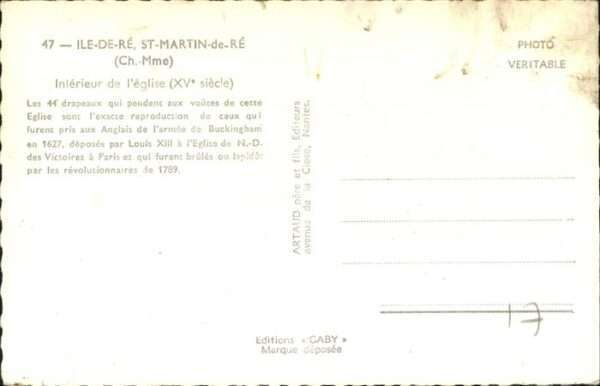 47 — ILE-DE-RÉ, ST-MARTIN-de-RÉ
(Ch.-Mme)
Intérieur de l'église (XVe siècle)
Les 44 drapeaux qui pendent aux voûtes de cette
Eglise sont l'exacte reproduction de ceux qui
furent pris aux Anglais de l'armée de Buckingham
en 1627, déposés par Louis XIII à l'Eglise de N.-D.
des Victoires à Paris et qui furent brûlés ou
par les révolutionnaires de 1789.
ARTAUD père et fils, Editeurs
avenue de la Close, Nantes.
PHOTO
VERITABLE
17
Editions « GABY »
Marque déposée